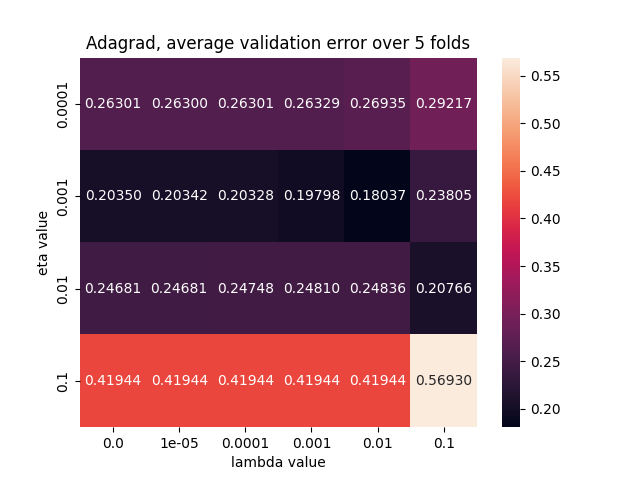 Adagrad, average validation error over 5 folds
eta value
0.0001
0.26301 0.26300 0.26301 0.26329 0.26935 0.29217
0.001
0.20350 0.20342 0.20328 0.19798 0.18037 0.23805
0.01
0.24681 0.24681 0.24748 0.24810 0.24836 0.20766
0.1
0.41944 0.41944 0.41944 0.41944 0.41944 0.56930
0.0 1e-05 0.0001 0.001 0.01 0.1
lambda value
0.55
0.50
0.45
0.40
0.35
0.30
0.25
0.20